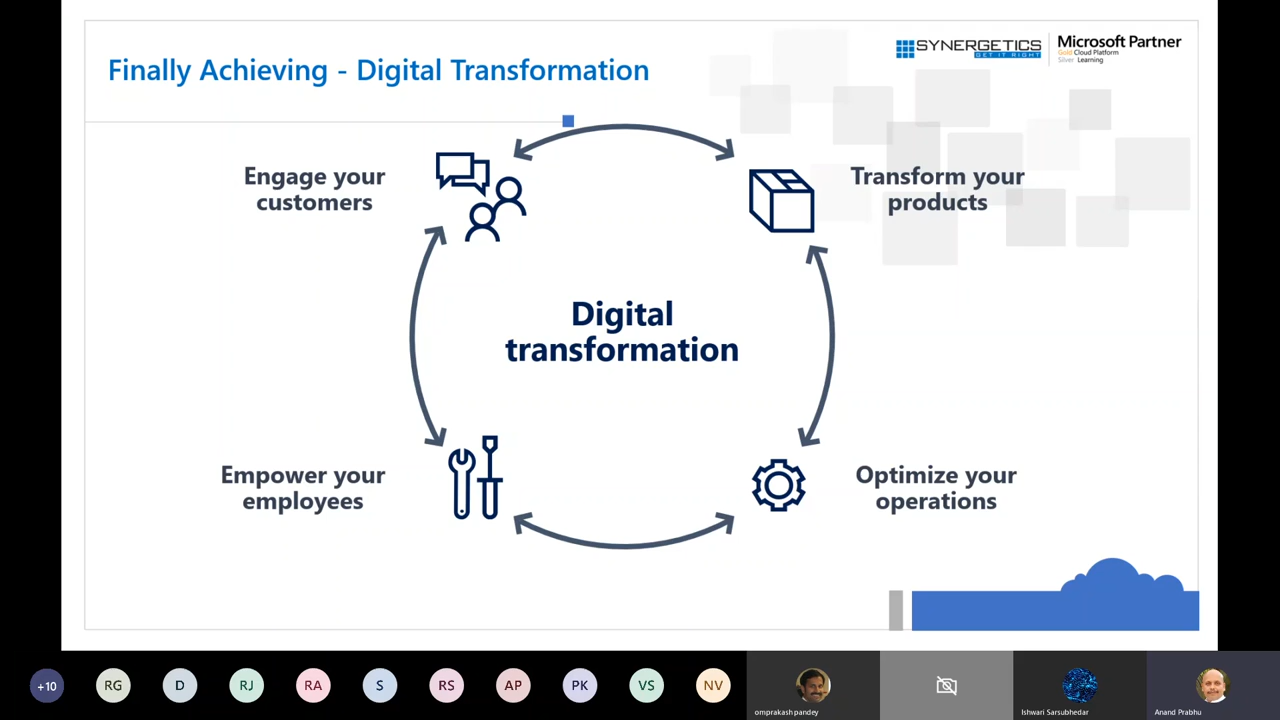 Finally Achieving - Digital Transformation
SYNERGETICS
GET IT RIGHT
Microsoft Partner
Gold Cloud Platform
Silver Learning
Engage your
customers
Transform your
products
Digital
transformation
Empower your
employees
Optimize your
operations
+10
RG
D
RJ
RA
S
RS
AP
PK
VS
NV
omprakash pandey
Ishwari Sarsubhedar
Anand Prabhu